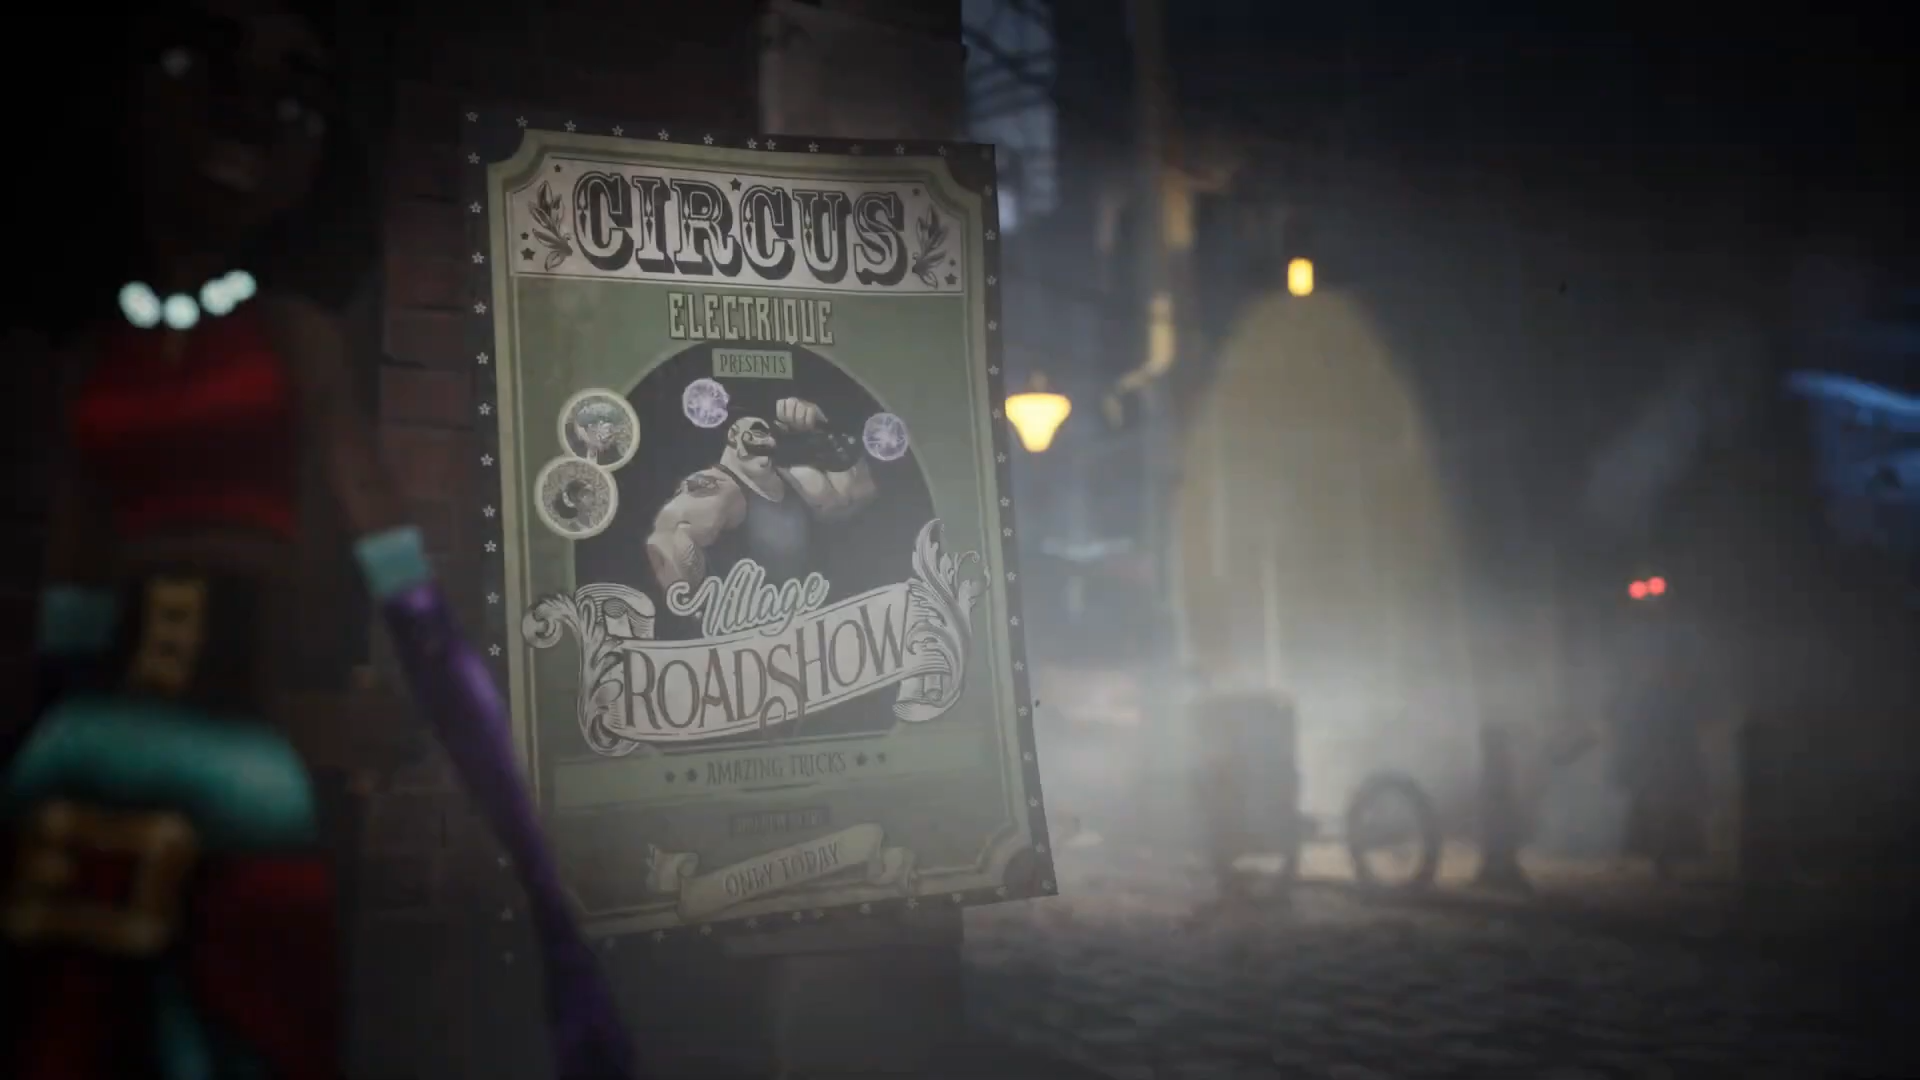 CIRCUS
ELECTRIQUE
PRESENTS
Village
ROADSHOW
AMAZING TRICKS
ONLY TODAY